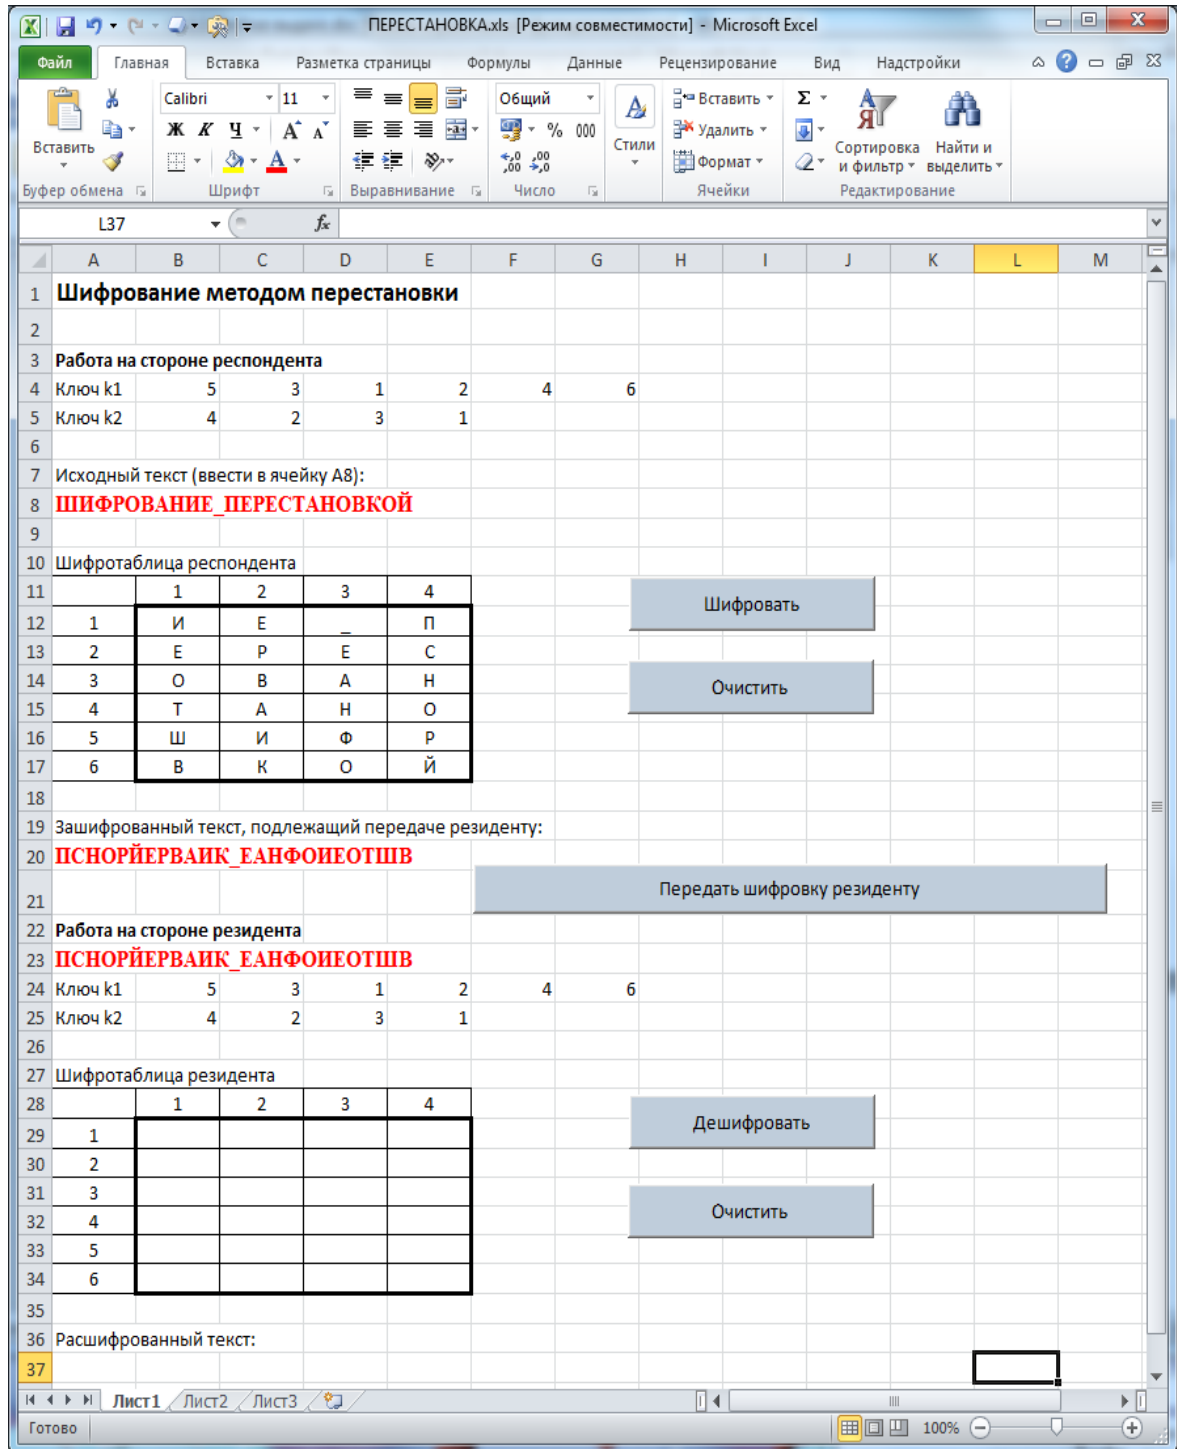 ПЕРЕСТАНОВКА.xls [Режим совместимости] - Microsoft Excel
Файл Главная Вставка Разметка страницы Формулы Данные Рецензирование Вид Надстройки
Вставить
Calibri 11
Ж К Ч
Общий
% 000
Стили
Вставить
Удалить
Формат
Σ
Сортировка и фильтр
Найти и выделить
Буфер обмена Шрифт Выравнивание Число Ячейки Редактирование
L37 fx
A B C D E F G H I J K L M
1 Шифрование методом перестановки
2
3 Работа на стороне респондента
4 Ключ k1 5 3 1 2 4 6
5 Ключ k2 4 2 3 1
6
7 Исходный текст (ввести в ячейку А8):
8 ШИФРОВАНИЕ_ПЕРЕСТАНОВКОЙ
9
10 Шифротаблица респондента
11 1 2 3 4
12 1 И Е _ П
13 2 Е Р Е С
14 3 О В А Н
15 4 Т А Н О
16 5 Ш И Ф Р
17 6 В К О Й
Шифровать
Очистить
18
19 Зашифрованный текст, подлежащий передаче резиденту:
20 ПСНОРЙЕРВАИК_ЕАНФОИЕОТШВ
21 Передать шифровку резиденту
22 Работа на стороне резидента
23 ПСНОРЙЕРВАИК_ЕАНФОИЕОТШВ
24 Ключ k1 5 3 1 2 4 6
25 Ключ k2 4 2 3 1
26
27 Шифротаблица резидента
28 1 2 3 4
29 1
30 2
31 3
32 4
33 5
34 6
Дешифровать
Очистить
35
36 Расшифрованный текст:
37
Лист1 Лист2 Лист3
Готово 100%